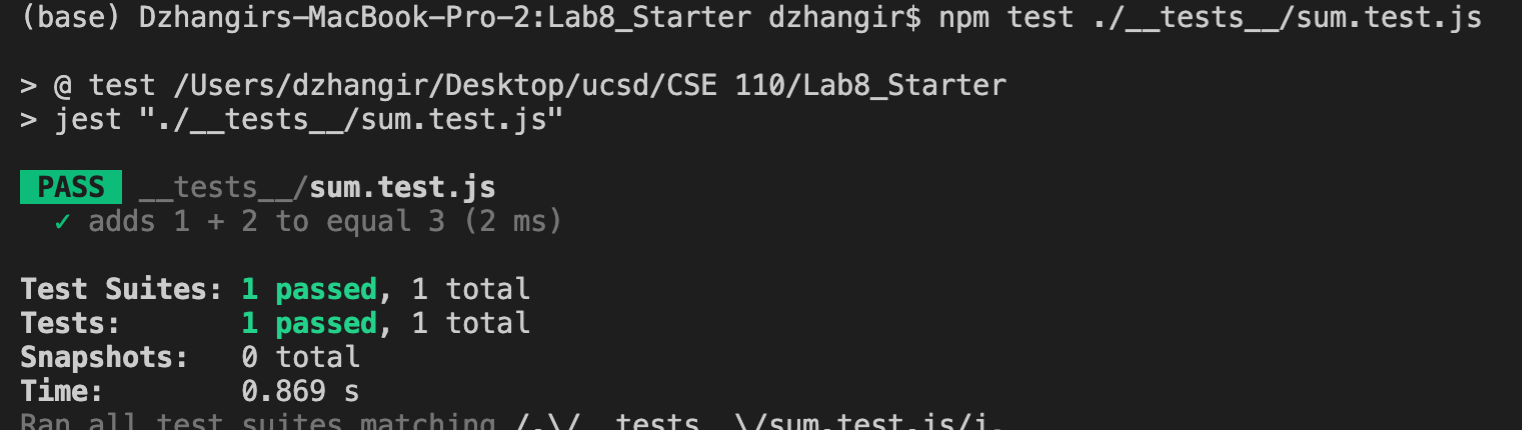 (base) Dzhangirs-MacBook-Pro-2:Lab8_Starter dzhangir$ npm test ./__tests__/sum.test.js
> @ test /Users/dzhangir/Desktop/ucsd/CSE 110/Lab8_Starter
> jest "./__tests__/sum.test.js"
PASS __tests__/sum.test.js
✓ adds 1 + 2 to equal 3 (2 ms)
Test Suites: 1 passed, 1 total
Tests: 1 passed, 1 total
Snapshots: 0 total
Time: 0.869 s
Ran all test suites matching /.\/__tests__\/sum.test.js/i.